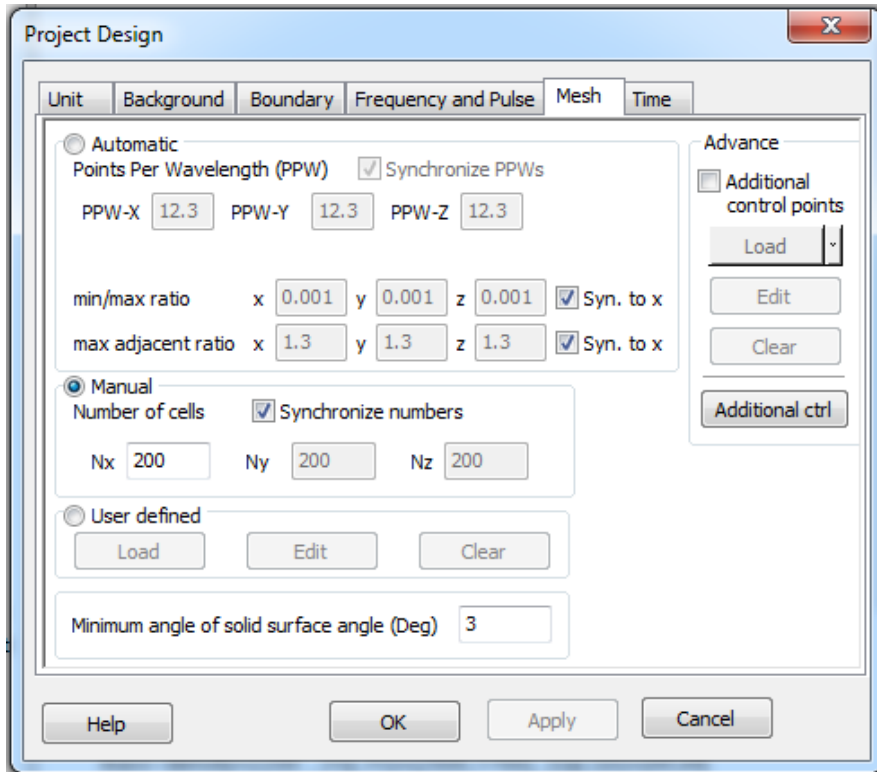 Project Design
Unit Background Boundary Frequency and Pulse Mesh Time
Automatic
Points Per Wavelength (PPW) Synchronize PPWs
PPW-X 12.3 PPW-Y 12.3 PPW-Z 12.3
min/max ratio x 0.001 y 0.001 z 0.001 Syn. to x
max adjacent ratio x 1.3 y 1.3 z 1.3 Syn. to x
Manual
Number of cells Synchronize numbers
Nx 200 Ny 200 Nz 200
User defined
Load Edit Clear
Minimum angle of solid surface angle (Deg) 3
Advance
Additional
control points
Load
Edit
Clear
Additional ctrl
Help OK Apply Cancel